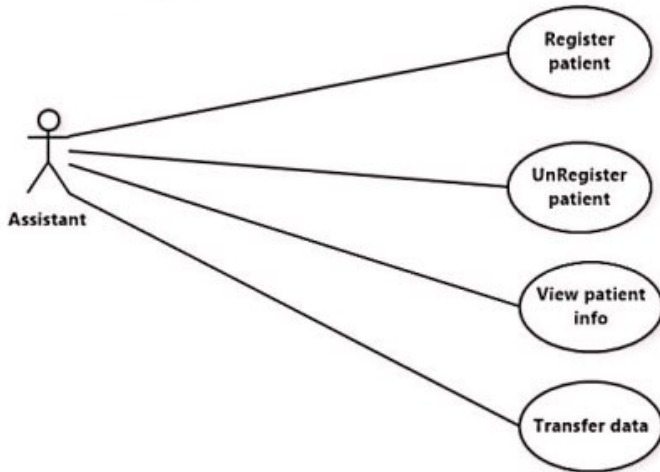 Register
patient
UnRegister
patient
Assistant
View patient
info
Transfer data